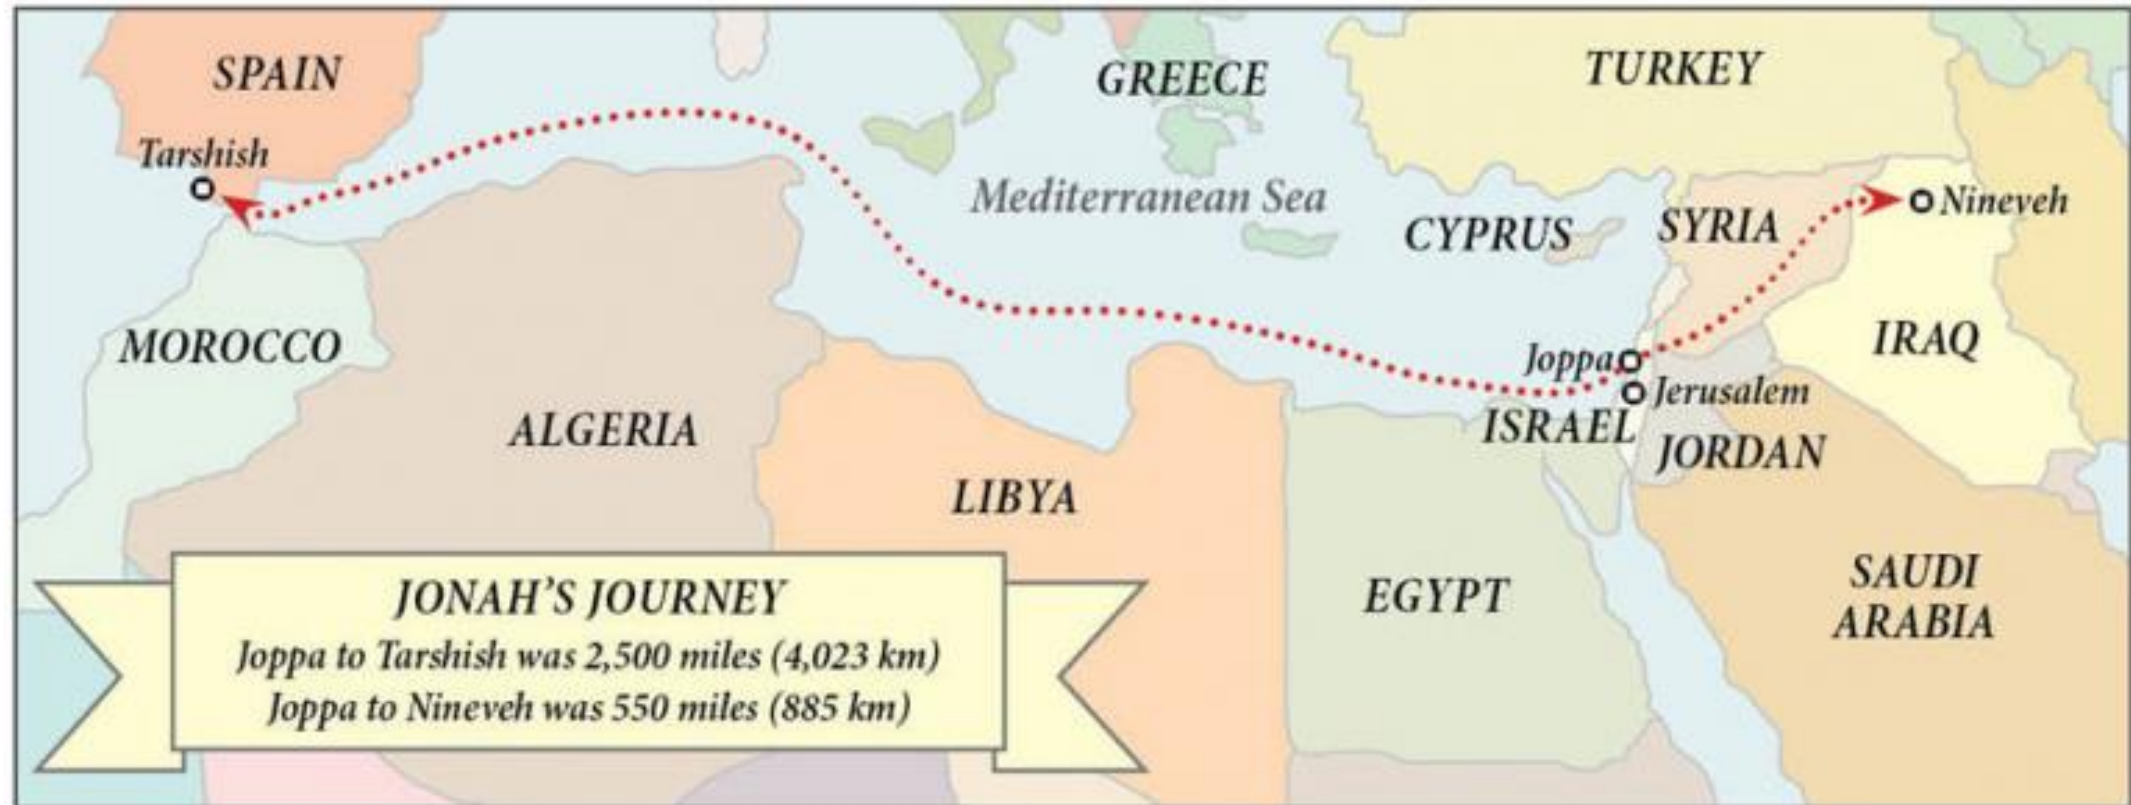 SPAIN
GREECE
TURKEY
Tarshish
Mediterranean Sea
CYPRUS
SYRIA
Nineveh
MOROCCO
Joppa
IRAQ
Jerusalem
ALGERIA
ISRAEL
JORDAN
LIBYA
EGYPT
SAUDI
ARABIA
JONAH'S JOURNEY
Joppa to Tarshish was 2,500 miles (4,023 km)
Joppa to Nineveh was 550 miles (885 km)